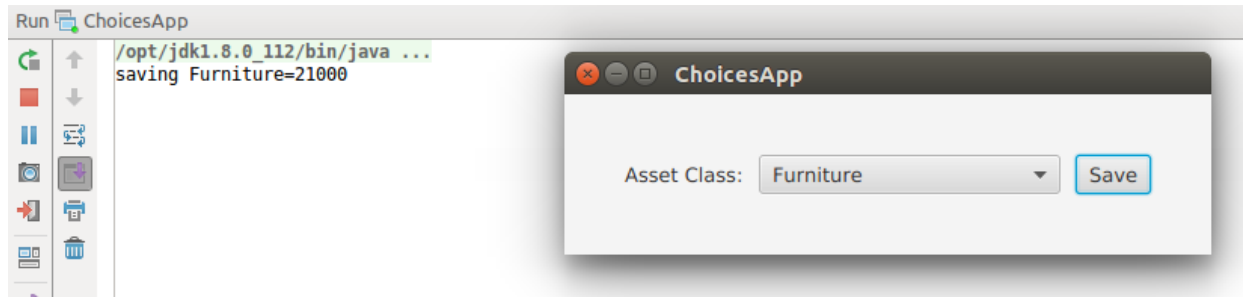 Run ChoicesApp
/opt/jdk1.8.0_112/bin/java ...
saving Furniture=21000
ChoicesApp
Asset Class: Furniture Save